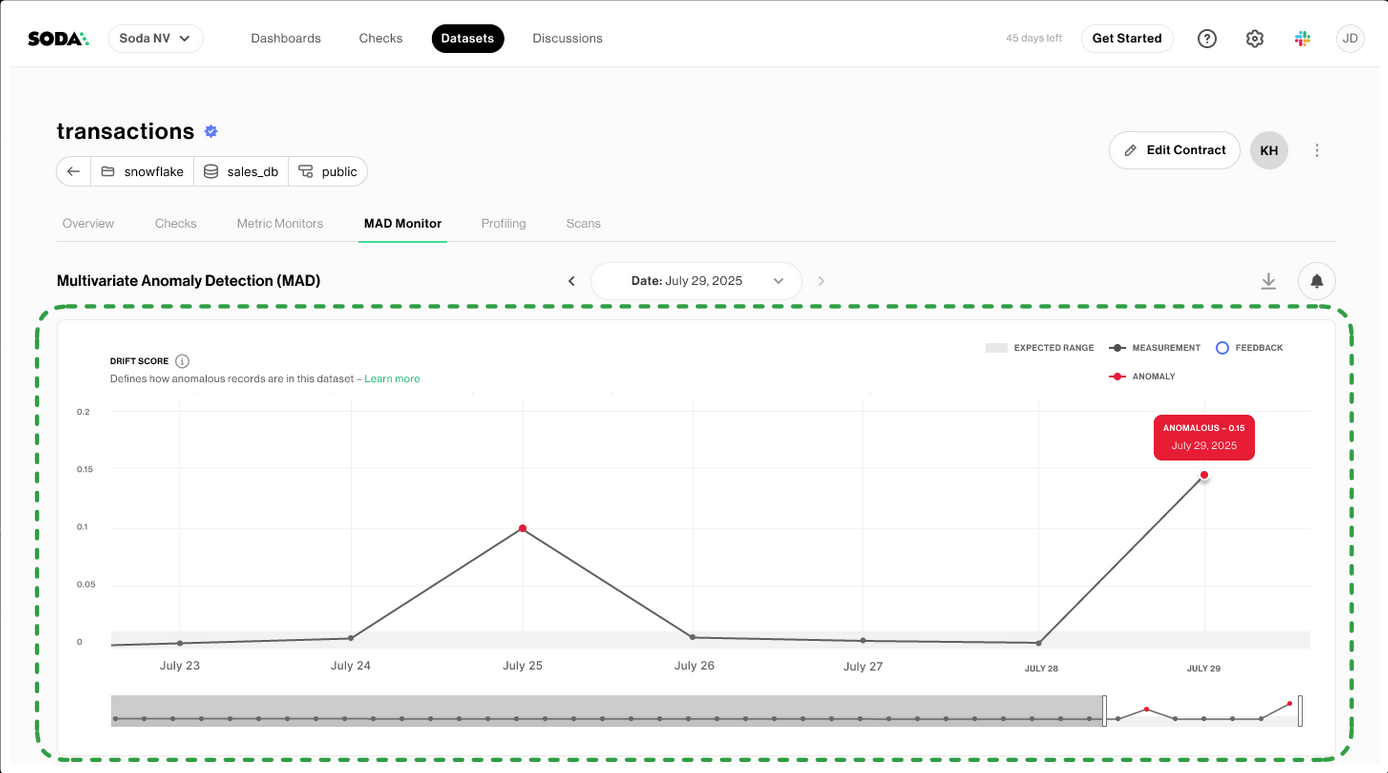 SODA Soda NV Dashboards Checks Datasets Discussions 45 days left Get Started ? JD
transactions
Edit Contract KH
snowflake sales_db public
Overview Checks Metric Monitors MAD Monitor Profiling Scans
Multivariate Anomaly Detection (MAD) Date: July 29, 2025
EXPECTED RANGE MEASUREMENT FEEDBACK
DRIFT SCORE i
ANOMALY
Defines how anomalous records are in this dataset – Learn more
0.2
ANOMALOUS – 0.15
July 29, 2025
0.15
0.1
0.05
0
July 23 July 24 July 25 July 26 July 27 JULY 28 JULY 29